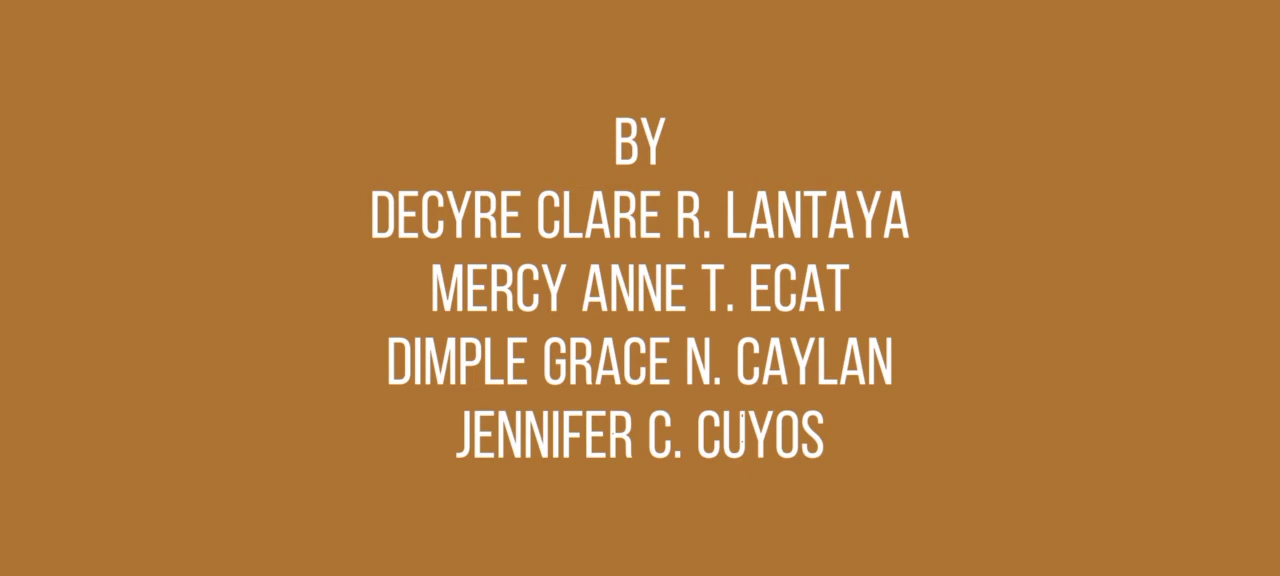 BY
DECYRE CLARE R. LANTAYA
MERCY ANNE T. ECAT
DIMPLE GRACE N. CAYLAN
JENNIFER C. CUYOS